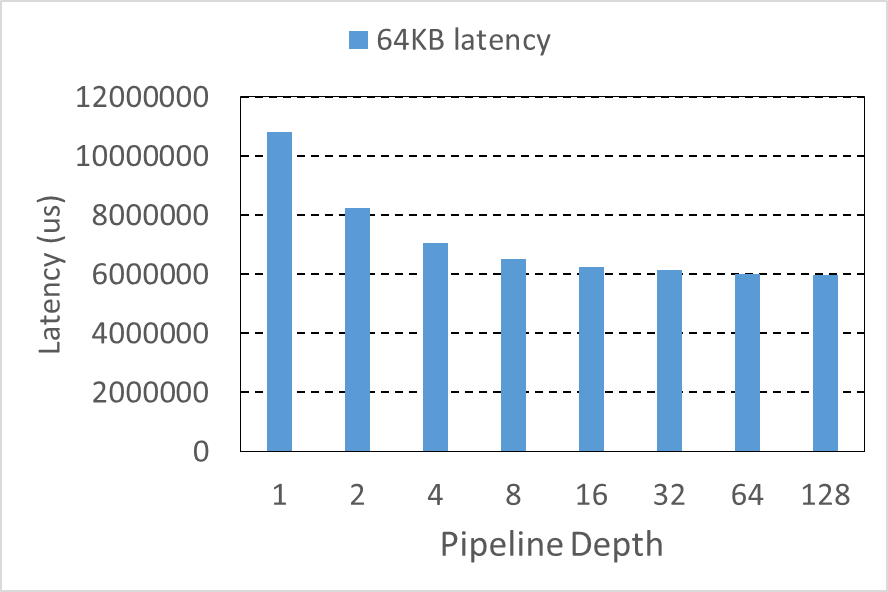 64KB latency
12000000
10000000
8000000
6000000
4000000
2000000
0
Latency (us)
1 2 4 8 16 32 64 128
Pipeline Depth